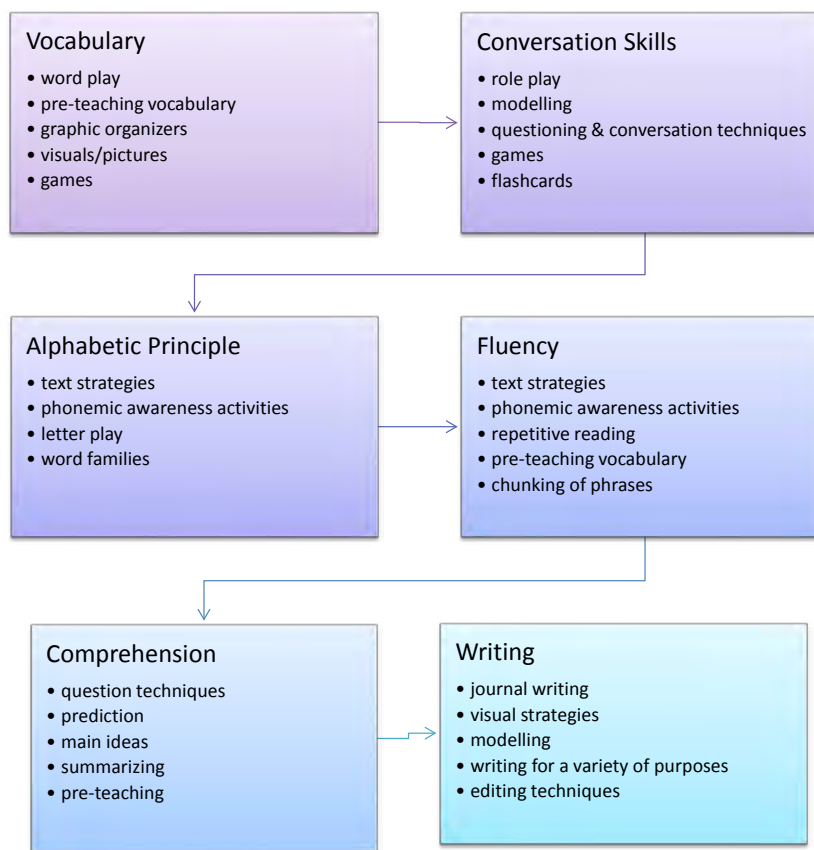 Vocabulary
• word play
• pre-teaching vocabulary
• graphic organizers
• visuals/pictures
• games
Conversation Skills
• role play
• modelling
• questioning & conversation techniques
• games
• flashcards
Alphabetic Principle
• text strategies
• phonemic awareness activities
• letter play
• word families
Fluency
• text strategies
• phonemic awareness activities
• repetitive reading
• pre-teaching vocabulary
• chunking of phrases
Comprehension
• question techniques
• prediction
• main ideas
• summarizing
• pre-teaching
Writing
• journal writing
• visual strategies
• modelling
• writing for a variety of purposes
• editing techniques